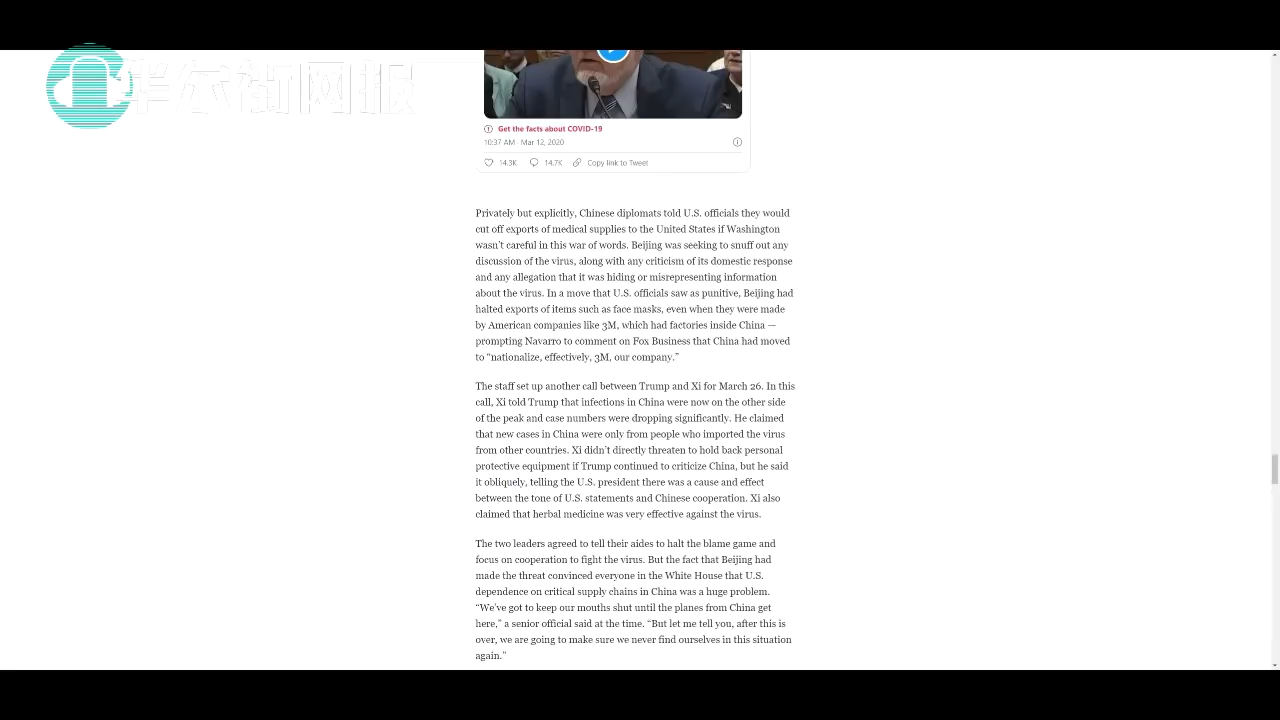 华尔街网报
Get the facts about COVID-19
10:37 AM · Mar 12, 2020
14.3K 14.7K Copy link to Tweet
Privately but explicitly, Chinese diplomats told U.S. officials they would
cut off exports of medical supplies to the United States if Washington
wasn't careful in this war of words. Beijing was seeking to snuff out any
discussion of the virus, along with any criticism of its domestic response
and any allegation that it was hiding or misrepresenting information
about the virus. In a move that U.S. officials saw as punitive, Beijing had
halted exports of items such as face masks, even when they were made
by American companies like 3M, which had factories inside China —
prompting Navarro to comment on Fox Business that China had moved
to “nationalize, effectively, 3M, our company.”
The staff set up another call between Trump and Xi for March 26. In this
call, Xi told Trump that infections in China were now on the other side
of the peak and case numbers were dropping significantly. He claimed
that new cases in China were only from people who imported the virus
from other countries. Xi didn't directly threaten to hold back personal
protective equipment if Trump continued to criticize China, but he said
it obliquely, telling the U.S. president there was a cause and effect
between the tone of U.S. statements and Chinese cooperation. Xi also
claimed that herbal medicine was very effective against the virus.
The two leaders agreed to tell their aides to halt the blame game and
focus on cooperation to fight the virus. But the fact that Beijing had
made the threat convinced everyone in the White House that U.S.
dependence on critical supply chains in China was a huge problem.
“We've got to keep our mouths shut until the planes from China get
here,” a senior official said at the time. “But let me tell you, after this is
over, we are going to make sure we never find ourselves in this situation
again.”